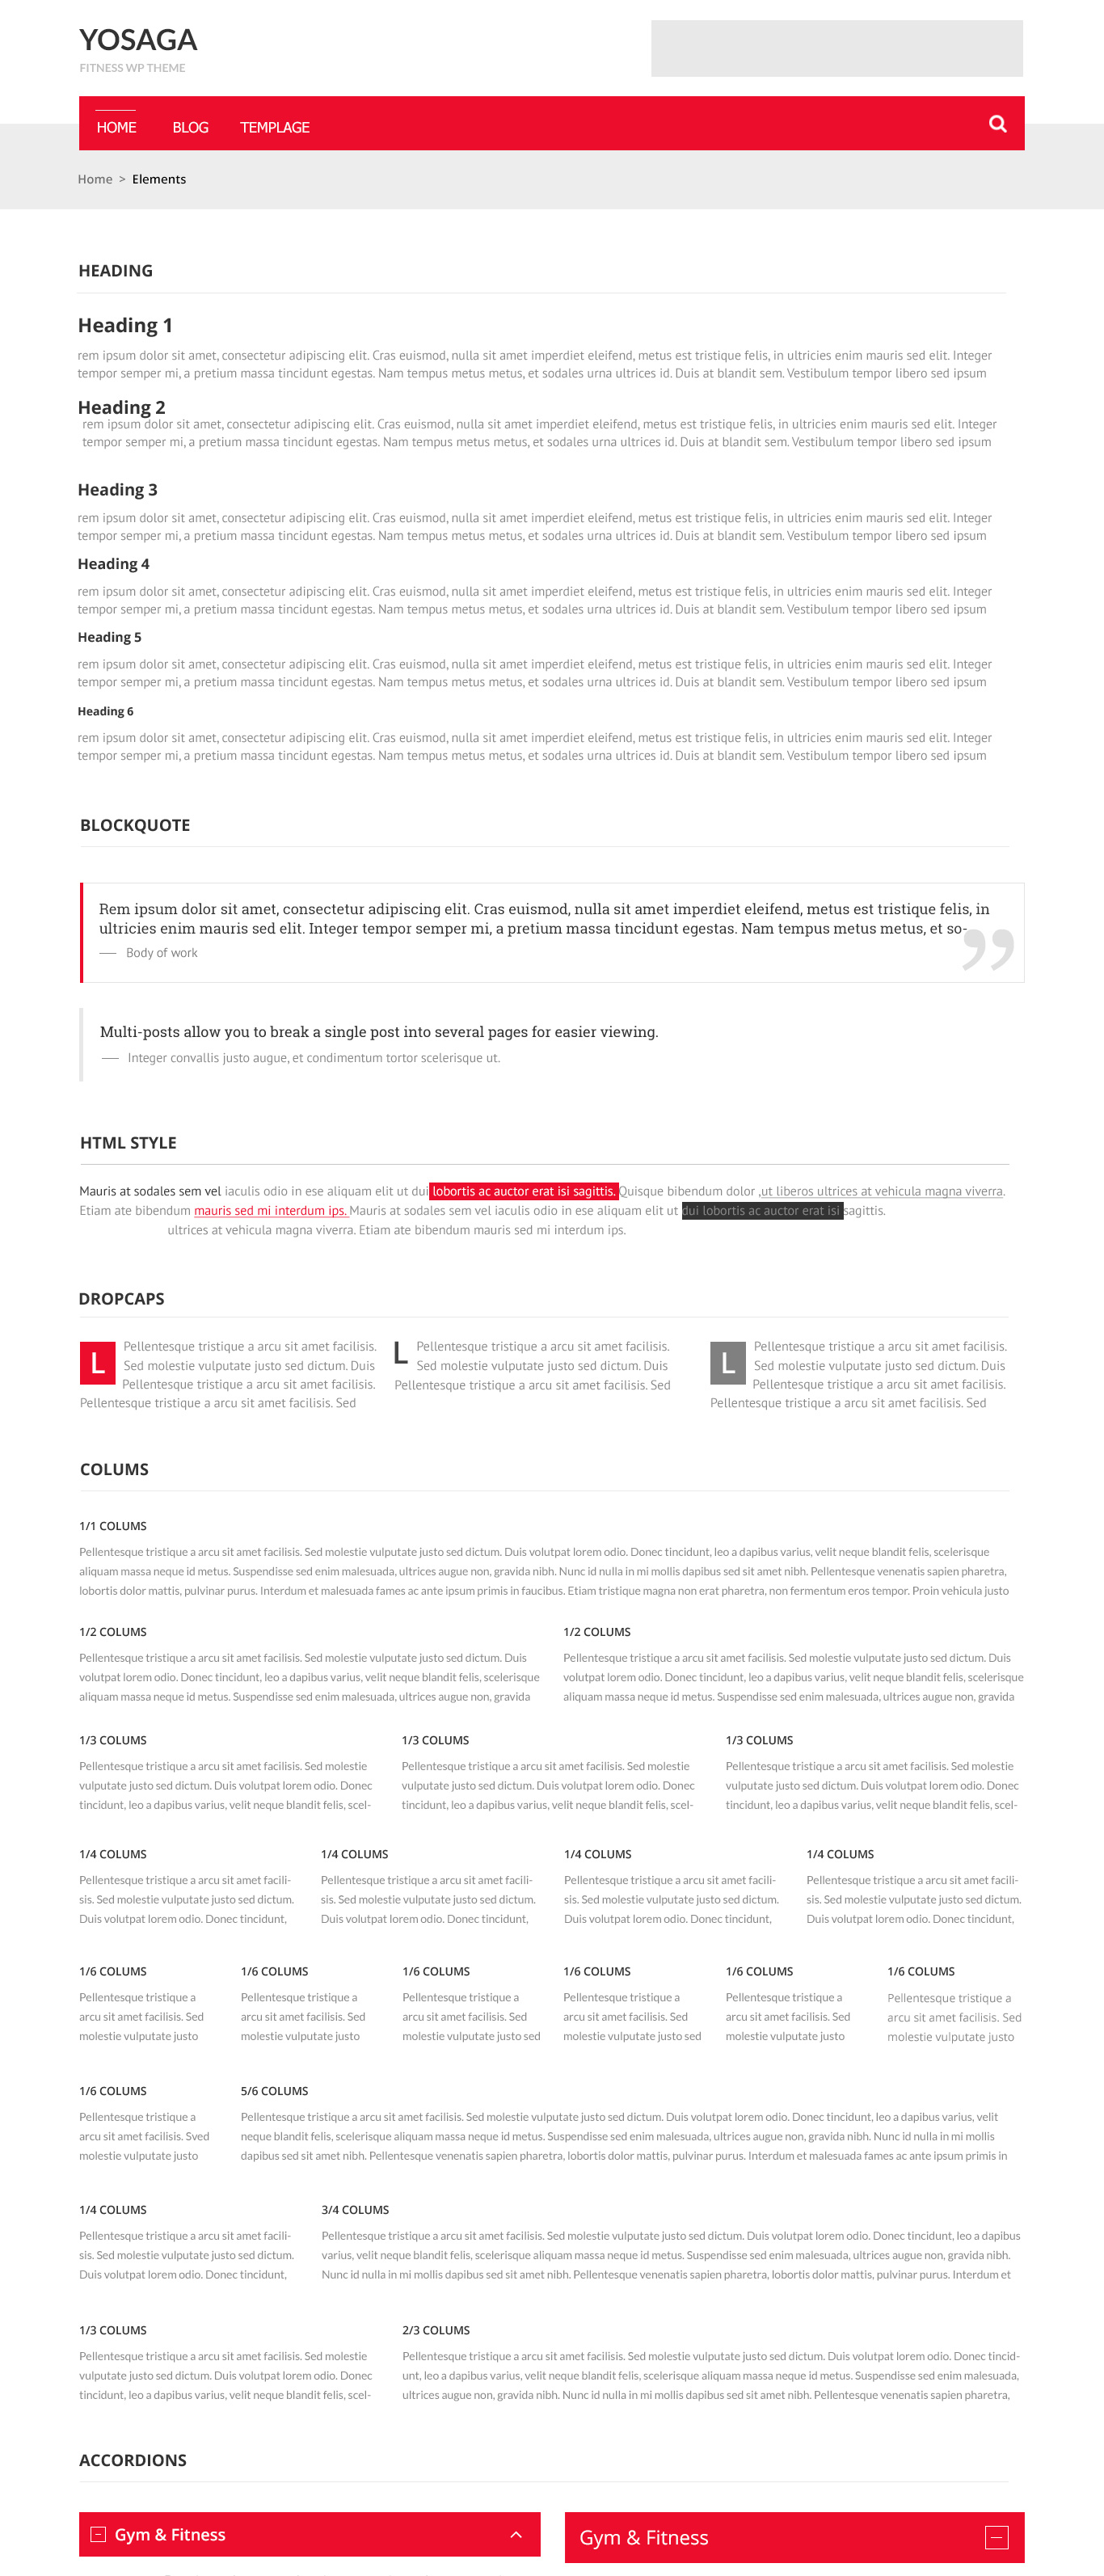 YOSAGA
FITNESS WP THEME
HOME BLOG TEMPLAGE
Home > Elements
HEADING
Heading 1
rem ipsum dolor sit amet, consectetur adipiscing elit. Cras euismod, nulla sit amet imperdiet eleifend, metus est tristique felis, in ultricies enim mauris sed elit. Integer
tempor semper mi, a pretium massa tincidunt egestas. Nam tempus metus metus, et sodales urna ultrices id. Duis at blandit sem. Vestibulum tempor libero sed ipsum
Heading 2
rem ipsum dolor sit amet, consectetur adipiscing elit. Cras euismod, nulla sit amet imperdiet eleifend, metus est tristique felis, in ultricies enim mauris sed elit. Integer
tempor semper mi, a pretium massa tincidunt egestas. Nam tempus metus metus, et sodales urna ultrices id. Duis at blandit sem. Vestibulum tempor libero sed ipsum
Heading 3
rem ipsum dolor sit amet, consectetur adipiscing elit. Cras euismod, nulla sit amet imperdiet eleifend, metus est tristique felis, in ultricies enim mauris sed elit. Integer
tempor semper mi, a pretium massa tincidunt egestas. Nam tempus metus metus, et sodales urna ultrices id. Duis at blandit sem. Vestibulum tempor libero sed ipsum
Heading 4
rem ipsum dolor sit amet, consectetur adipiscing elit. Cras euismod, nulla sit amet imperdiet eleifend, metus est tristique felis, in ultricies enim mauris sed elit. Integer
tempor semper mi, a pretium massa tincidunt egestas. Nam tempus metus metus, et sodales urna ultrices id. Duis at blandit sem. Vestibulum tempor libero sed ipsum
Heading 5
rem ipsum dolor sit amet, consectetur adipiscing elit. Cras euismod, nulla sit amet imperdiet eleifend, metus est tristique felis, in ultricies enim mauris sed elit. Integer
tempor semper mi, a pretium massa tincidunt egestas. Nam tempus metus metus, et sodales urna ultrices id. Duis at blandit sem. Vestibulum tempor libero sed ipsum
Heading 6
rem ipsum dolor sit amet, consectetur adipiscing elit. Cras euismod, nulla sit amet imperdiet eleifend, metus est tristique felis, in ultricies enim mauris sed elit. Integer
tempor semper mi, a pretium massa tincidunt egestas. Nam tempus metus metus, et sodales urna ultrices id. Duis at blandit sem. Vestibulum tempor libero sed ipsum
BLOCKQUOTE
Rem ipsum dolor sit amet, consectetur adipiscing elit. Cras euismod, nulla sit amet imperdiet eleifend, metus est tristique felis, in
ultricies enim mauris sed elit. Integer tempor semper mi, a pretium massa tincidunt egestas. Nam tempus metus metus, et so-
— Body of work
”
Multi-posts allow you to break a single post into several pages for easier viewing.
— Integer convallis justo augue, et condimentum tortor scelerisque ut.
HTML STYLE
Mauris at sodales sem vel iaculis odio in ese aliquam elit ut dui lobortis ac auctor erat isi sagittis. Quisque bibendum dolor ,ut liberos ultrices at vehicula magna viverra.
Etiam ate bibendum mauris sed mi interdum ips. Mauris at sodales sem vel iaculis odio in ese aliquam elit ut dui lobortis ac auctor erat isi sagittis.
ultrices at vehicula magna viverra. Etiam ate bibendum mauris sed mi interdum ips.
DROPCAPS
L Pellentesque tristique a arcu sit amet facilisis.
Sed molestie vulputate justo sed dictum. Duis
Pellentesque tristique a arcu sit amet facilisis.
Pellentesque tristique a arcu sit amet facilisis. Sed
L Pellentesque tristique a arcu sit amet facilisis.
Sed molestie vulputate justo sed dictum. Duis
Pellentesque tristique a arcu sit amet facilisis. Sed
L Pellentesque tristique a arcu sit amet facilisis.
Sed molestie vulputate justo sed dictum. Duis
Pellentesque tristique a arcu sit amet facilisis.
Pellentesque tristique a arcu sit amet facilisis. Sed
COLUMS
1/1 COLUMS
Pellentesque tristique a arcu sit amet facilisis. Sed molestie vulputate justo sed dictum. Duis volutpat lorem odio. Donec tincidunt, leo a dapibus varius, velit neque blandit felis, scelerisque
aliquam massa neque id metus. Suspendisse sed enim malesuada, ultrices augue non, gravida nibh. Nunc id nulla in mi mollis dapibus sed sit amet nibh. Pellentesque venenatis sapien pharetra,
lobortis dolor mattis, pulvinar purus. Interdum et malesuada fames ac ante ipsum primis in faucibus. Etiam tristique magna non erat pharetra, non fermentum eros tempor. Proin vehicula justo
1/2 COLUMS
Pellentesque tristique a arcu sit amet facilisis. Sed molestie vulputate justo sed dictum. Duis
volutpat lorem odio. Donec tincidunt, leo a dapibus varius, velit neque blandit felis, scelerisque
aliquam massa neque id metus. Suspendisse sed enim malesuada, ultrices augue non, gravida
1/2 COLUMS
Pellentesque tristique a arcu sit amet facilisis. Sed molestie vulputate justo sed dictum. Duis
volutpat lorem odio. Donec tincidunt, leo a dapibus varius, velit neque blandit felis, scelerisque
aliquam massa neque id metus. Suspendisse sed enim malesuada, ultrices augue non, gravida
1/3 COLUMS
Pellentesque tristique a arcu sit amet facilisis. Sed molestie
vulputate justo sed dictum. Duis volutpat lorem odio. Donec
tincidunt, leo a dapibus varius, velit neque blandit felis, scel-
1/3 COLUMS
Pellentesque tristique a arcu sit amet facilisis. Sed molestie
vulputate justo sed dictum. Duis volutpat lorem odio. Donec
tincidunt, leo a dapibus varius, velit neque blandit felis, scel-
1/3 COLUMS
Pellentesque tristique a arcu sit amet facilisis. Sed molestie
vulputate justo sed dictum. Duis volutpat lorem odio. Donec
tincidunt, leo a dapibus varius, velit neque blandit felis, scel-
1/4 COLUMS
Pellentesque tristique a arcu sit amet facili-
sis. Sed molestie vulputate justo sed dictum.
Duis volutpat lorem odio. Donec tincidunt,
1/4 COLUMS
Pellentesque tristique a arcu sit amet facili-
sis. Sed molestie vulputate justo sed dictum.
Duis volutpat lorem odio. Donec tincidunt,
1/4 COLUMS
Pellentesque tristique a arcu sit amet facili-
sis. Sed molestie vulputate justo sed dictum.
Duis volutpat lorem odio. Donec tincidunt,
1/4 COLUMS
Pellentesque tristique a arcu sit amet facili-
sis. Sed molestie vulputate justo sed dictum.
Duis volutpat lorem odio. Donec tincidunt,
1/6 COLUMS
Pellentesque tristique a
arcu sit amet facilisis. Sed
molestie vulputate justo
1/6 COLUMS
Pellentesque tristique a
arcu sit amet facilisis. Sed
molestie vulputate justo
1/6 COLUMS
Pellentesque tristique a
arcu sit amet facilisis. Sed
molestie vulputate justo sed
1/6 COLUMS
Pellentesque tristique a
arcu sit amet facilisis. Sed
molestie vulputate justo sed
1/6 COLUMS
Pellentesque tristique a
arcu sit amet facilisis. Sed
molestie vulputate justo
1/6 COLUMS
Pellentesque tristique a
arcu sit amet facilisis. Sed
molestie vulputate justo
1/6 COLUMS
Pellentesque tristique a
arcu sit amet facilisis. Sved
molestie vulputate justo
5/6 COLUMS
Pellentesque tristique a arcu sit amet facilisis. Sed molestie vulputate justo sed dictum. Duis volutpat lorem odio. Donec tincidunt, leo a dapibus varius, velit
neque blandit felis, scelerisque aliquam massa neque id metus. Suspendisse sed enim malesuada, ultrices augue non, gravida nibh. Nunc id nulla in mi mollis
dapibus sed sit amet nibh. Pellentesque venenatis sapien pharetra, lobortis dolor mattis, pulvinar purus. Interdum et malesuada fames ac ante ipsum primis in
1/4 COLUMS
Pellentesque tristique a arcu sit amet facili-
sis. Sed molestie vulputate justo sed dictum.
Duis volutpat lorem odio. Donec tincidunt,
3/4 COLUMS
Pellentesque tristique a arcu sit amet facilisis. Sed molestie vulputate justo sed dictum. Duis volutpat lorem odio. Donec tincidunt, leo a dapibus
varius, velit neque blandit felis, scelerisque aliquam massa neque id metus. Suspendisse sed enim malesuada, ultrices augue non, gravida nibh.
Nunc id nulla in mi mollis dapibus sed sit amet nibh. Pellentesque venenatis sapien pharetra, lobortis dolor mattis, pulvinar purus. Interdum et
1/3 COLUMS
Pellentesque tristique a arcu sit amet facilisis. Sed molestie
vulputate justo sed dictum. Duis volutpat lorem odio. Donec
tincidunt, leo a dapibus varius, velit neque blandit felis, scel-
2/3 COLUMS
Pellentesque tristique a arcu sit amet facilisis. Sed molestie vulputate justo sed dictum. Duis volutpat lorem odio. Donec tincid-
unt, leo a dapibus varius, velit neque blandit felis, scelerisque aliquam massa neque id metus. Suspendisse sed enim malesuada,
ultrices augue non, gravida nibh. Nunc id nulla in mi mollis dapibus sed sit amet nibh. Pellentesque venenatis sapien pharetra,
ACCORDIONS
Gym & Fitness
Gym & Fitness